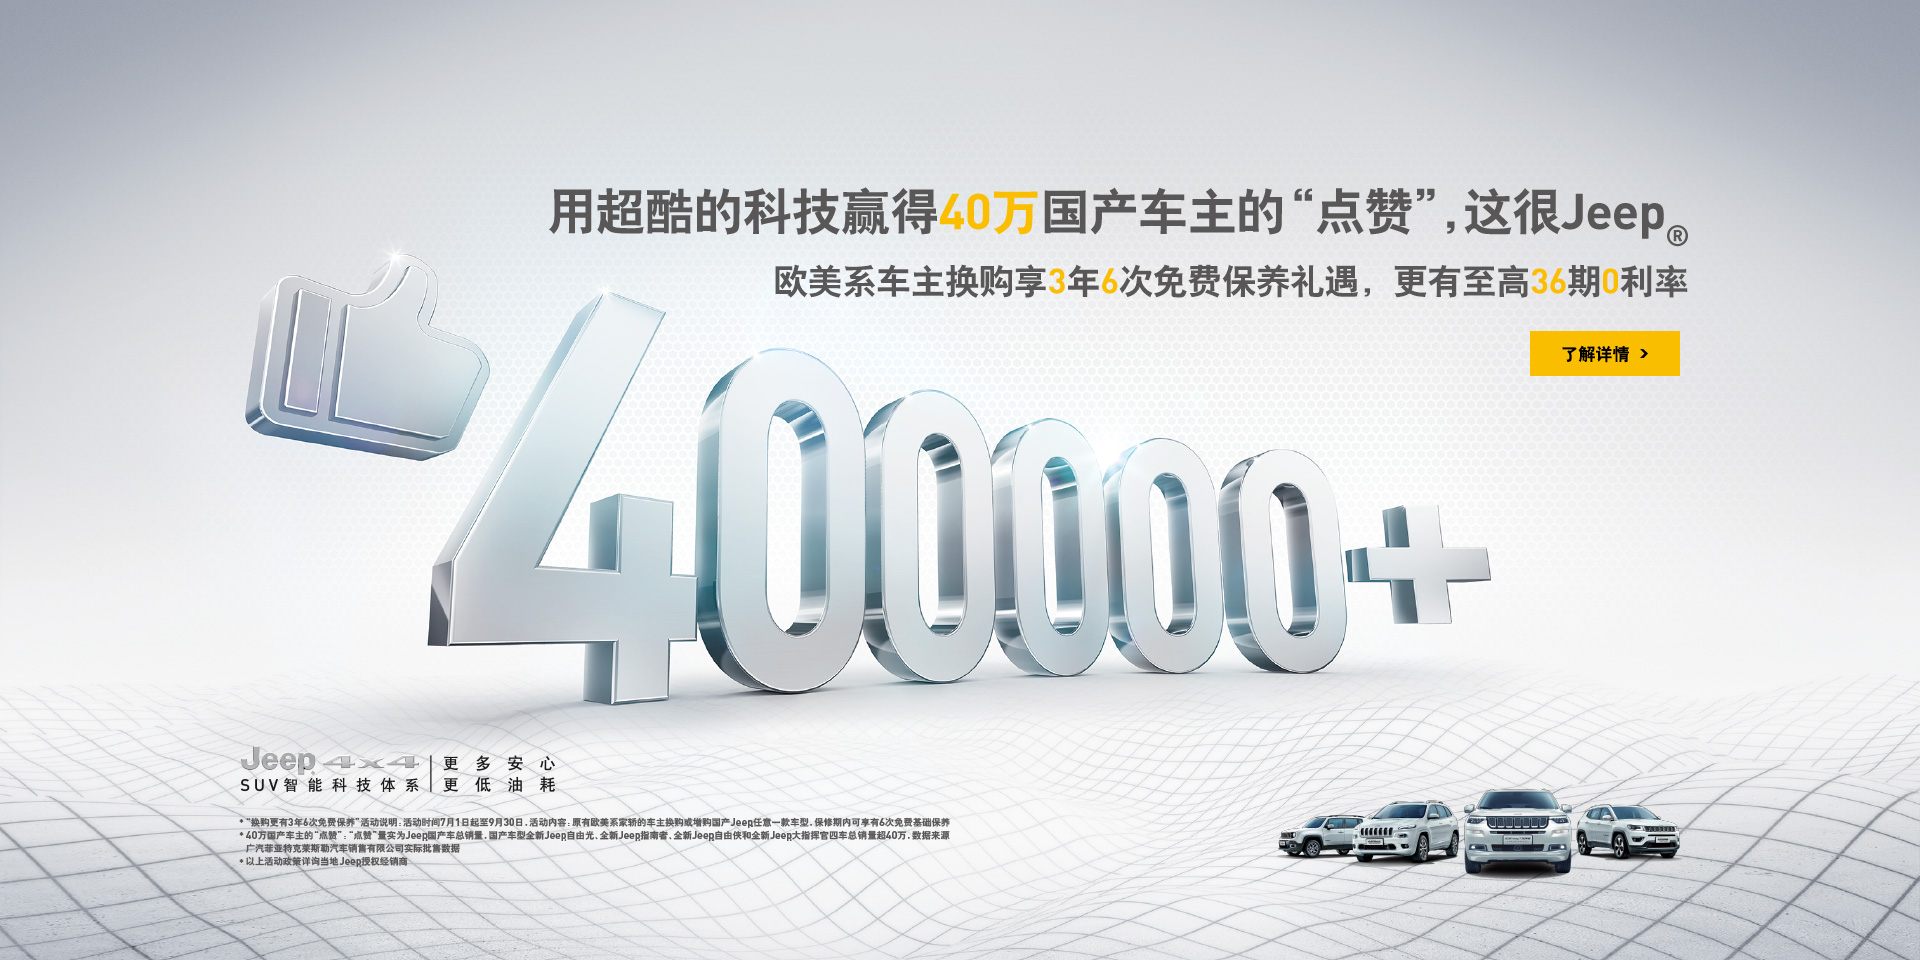 用超酷的科技赢得40万国产车主的“点赞”，这很Jeep®
欧美系车主换购享3年6次免费保养礼遇，更有至高36期0利率
了解详情 >
400000+
Jeep 4x4
SUV智能科技体系
更多安心
更低油耗
* “换购更有3年6次免费保养”活动说明：活动时间7月1日起至9月30日，活动内容：原有欧美系家轿的车主换购或增购国产Jeep任意一款车型，保修期内可享有6次免费基础保养
* 40万国产车主的“点赞”：“点赞”量实为Jeep国产车总销量，国产车型全新Jeep自由光、全新Jeep指南者、全新Jeep自由侠和全新Jeep大指挥官四车总销量超40万，数据来源
广汽菲亚特克莱斯勒汽车销售有限公司实际批售数据
* 以上活动政策详询当地Jeep授权经销商